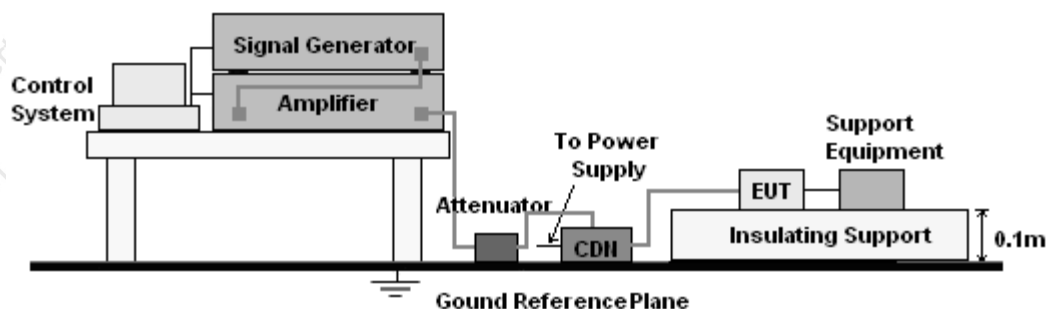 Signal Generator
Control
System
Amplifier
To Power
Supply
Support
Equipment
Attenuator
EUT
CDN
Insulating Support
0.1m
Gound Reference Plane